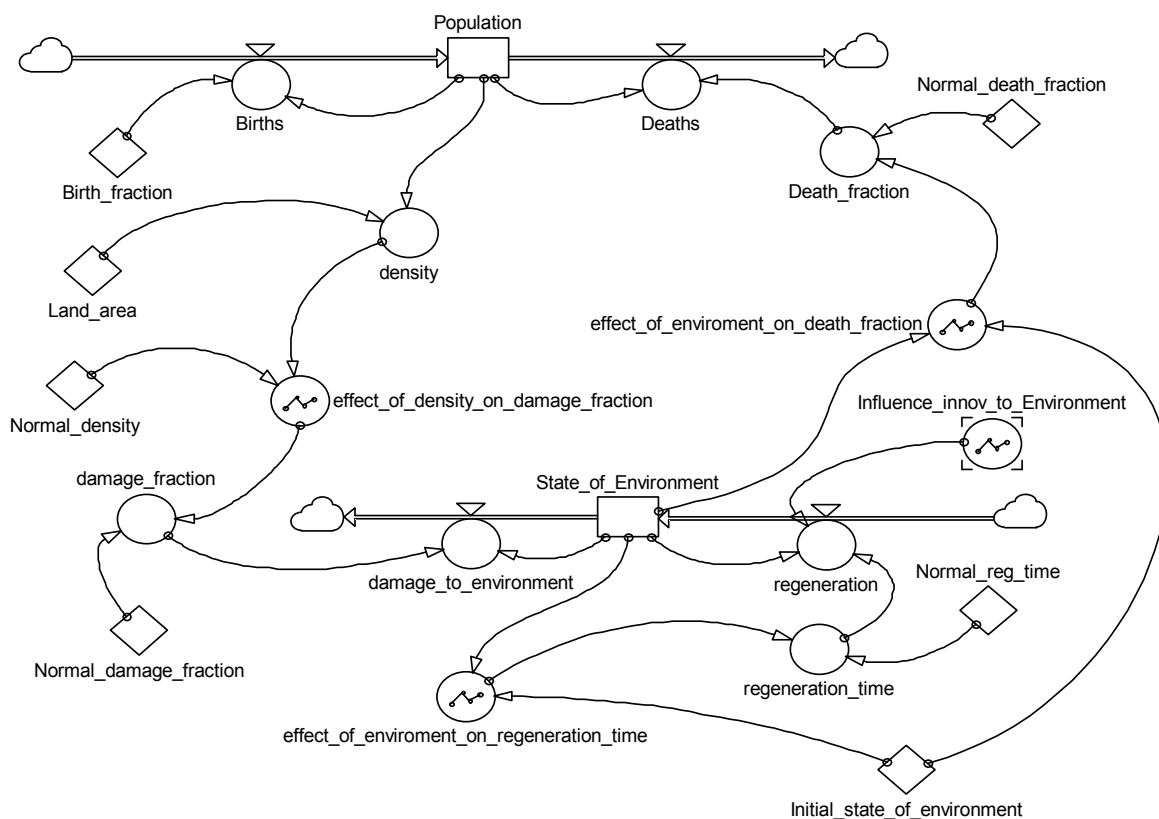 Population
Births
Deaths
Normal_death_fraction
Birth_fraction
Death_fraction
density
Land_area
effect_of_enviroment_on_death_fraction
Normal_density
effect_of_density_on_damage_fraction
Influence_innov_to_Environment
damage_fraction
State_of_Environment
damage_to_environment
regeneration
Normal_reg_time
Normal_damage_fraction
regeneration_time
effect_of_enviroment_on_regeneration_time
Initial_state_of_environment